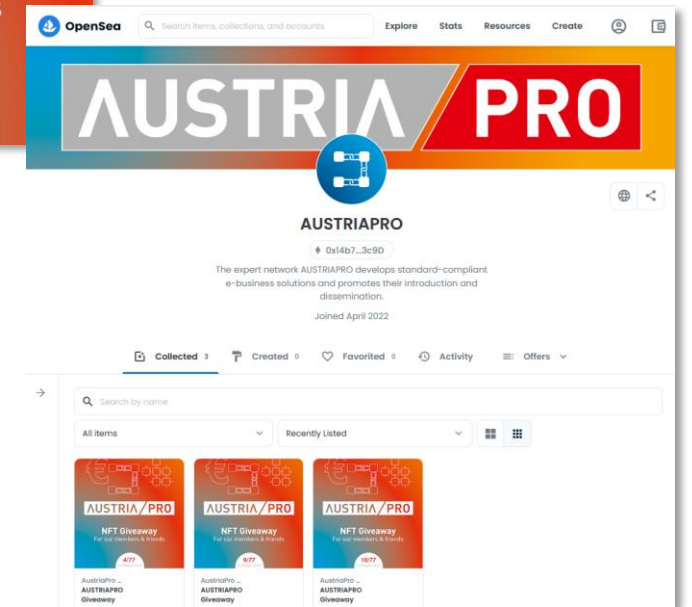 s
OpenSea
Search items, collections, and accounts
Explore Stats Resources Create
AUSTRIA/PRO
AUSTRIAPRO
0x14b7...3c9D
The expert network AUSTRIAPRO develops standard-compliant
e-business solutions and promotes their introduction and
dissemination.
Joined April 2022
Collected 3 Created 0 Favorited 0 Activity Offers
Search by name
All items Recently Listed
AUSTRIA/PRO AUSTRIA/PRO AUSTRIA/PRO
NFT Giveaway NFT Giveaway NFT Giveaway
For our members & friends For our members & friends For our members & friends
4/77 9/77 10/77
AustriaPro ... AustriaPro ... AustriaPro ...
AUSTRIAPRO AUSTRIAPRO AUSTRIAPRO
Giveaway Giveaway Giveaway